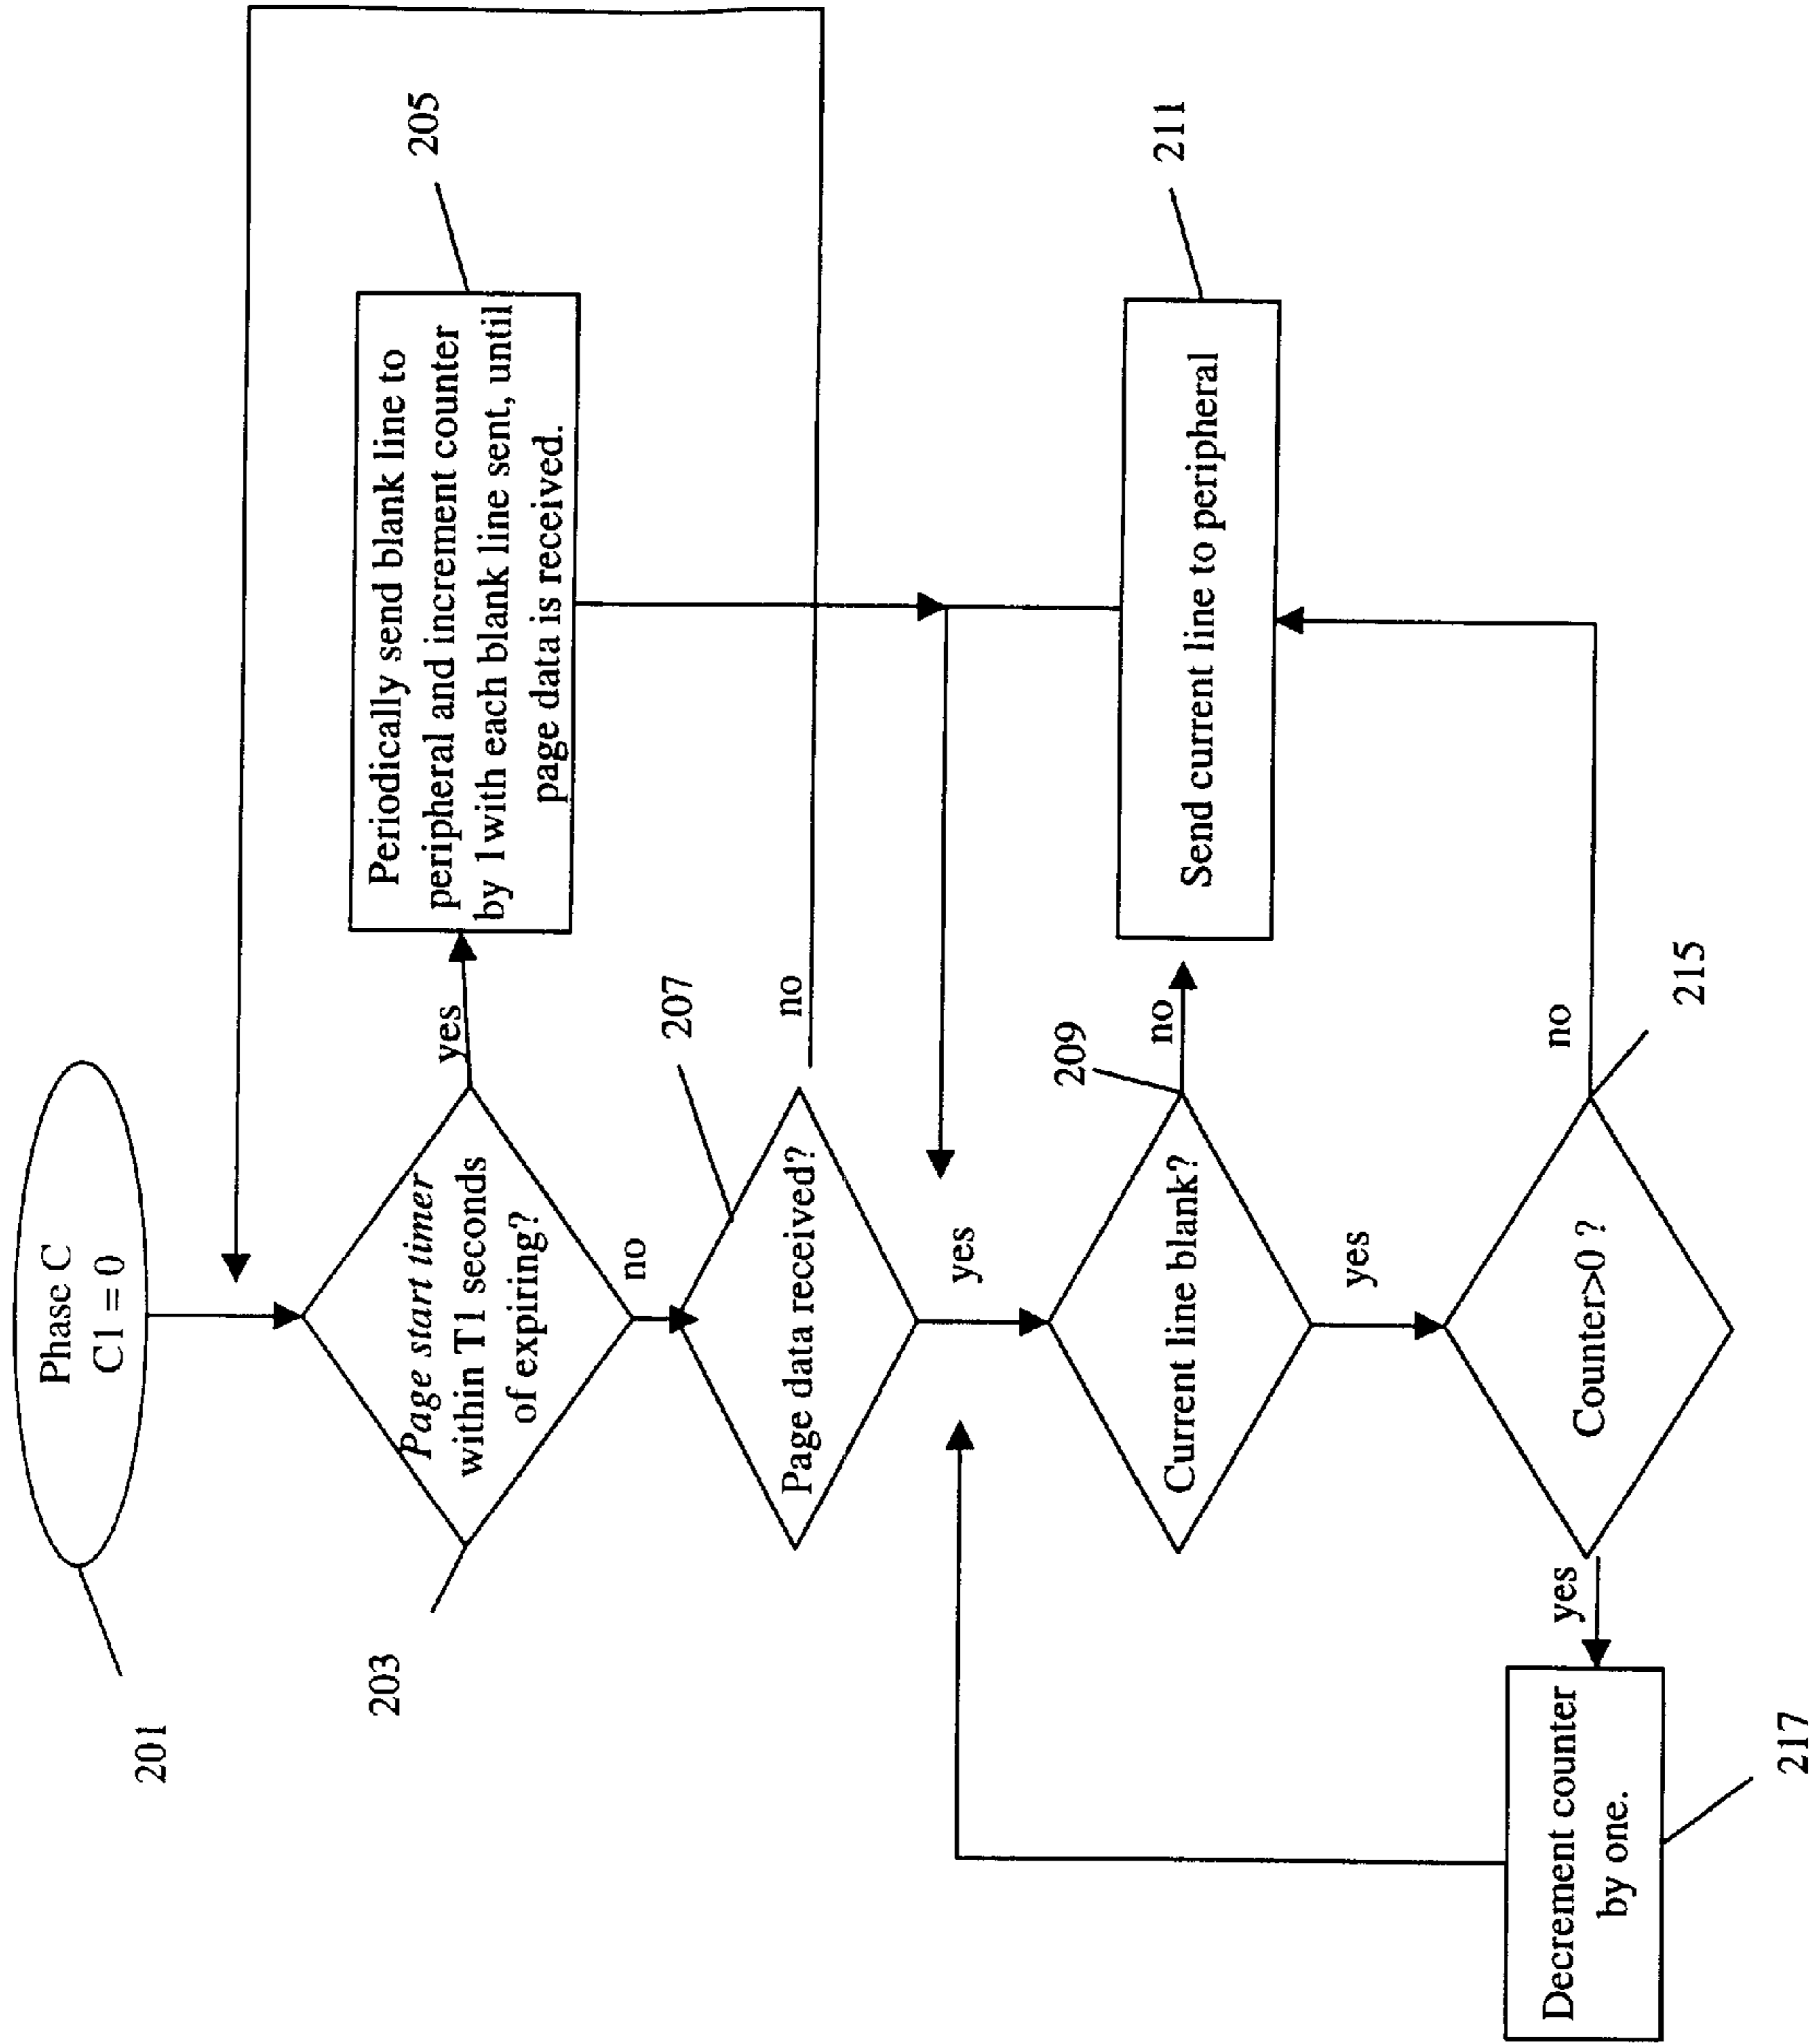 201
Phase C
C1 = 0
203
Page start timer
within T1 seconds
of expiring?
yes
205
Periodically send blank line to
peripheral and increment counter
by 1with each blank line sent, until
page data is received.
no
207
Page data received?
no
yes
209
Current line blank?
no
211
Send current line to peripheral
yes
215
Counter>0 ?
no
yes
217
Decrement counter
by one.